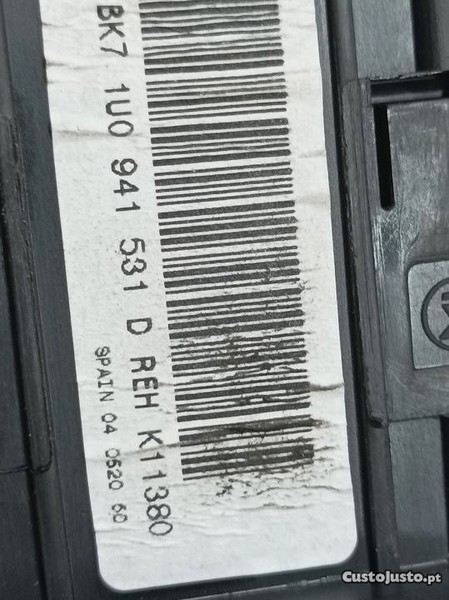 BK7 1U0 941 531 D REH K11380
SPAIN 04 0520 60
CustoJusto.pt